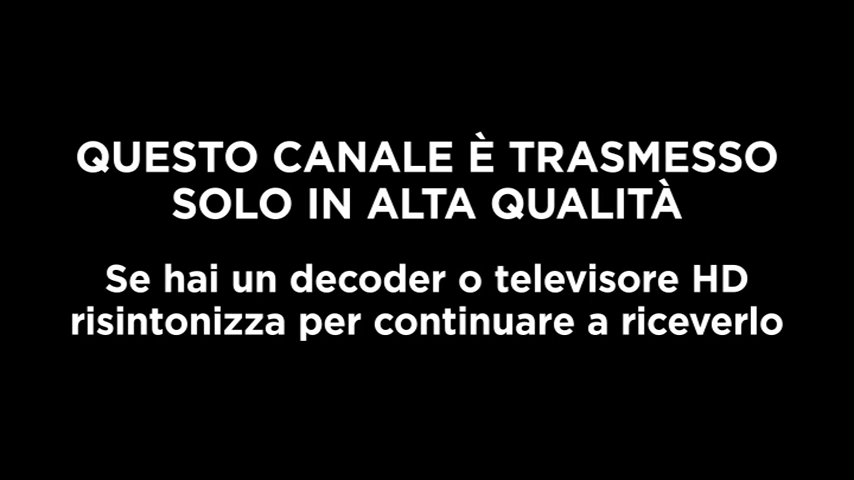 QUESTO CANALE È TRASMESSO
SOLO IN ALTA QUALITÀ
Se hai un decoder o televisore HD
risintonizza per continuare a riceverlo